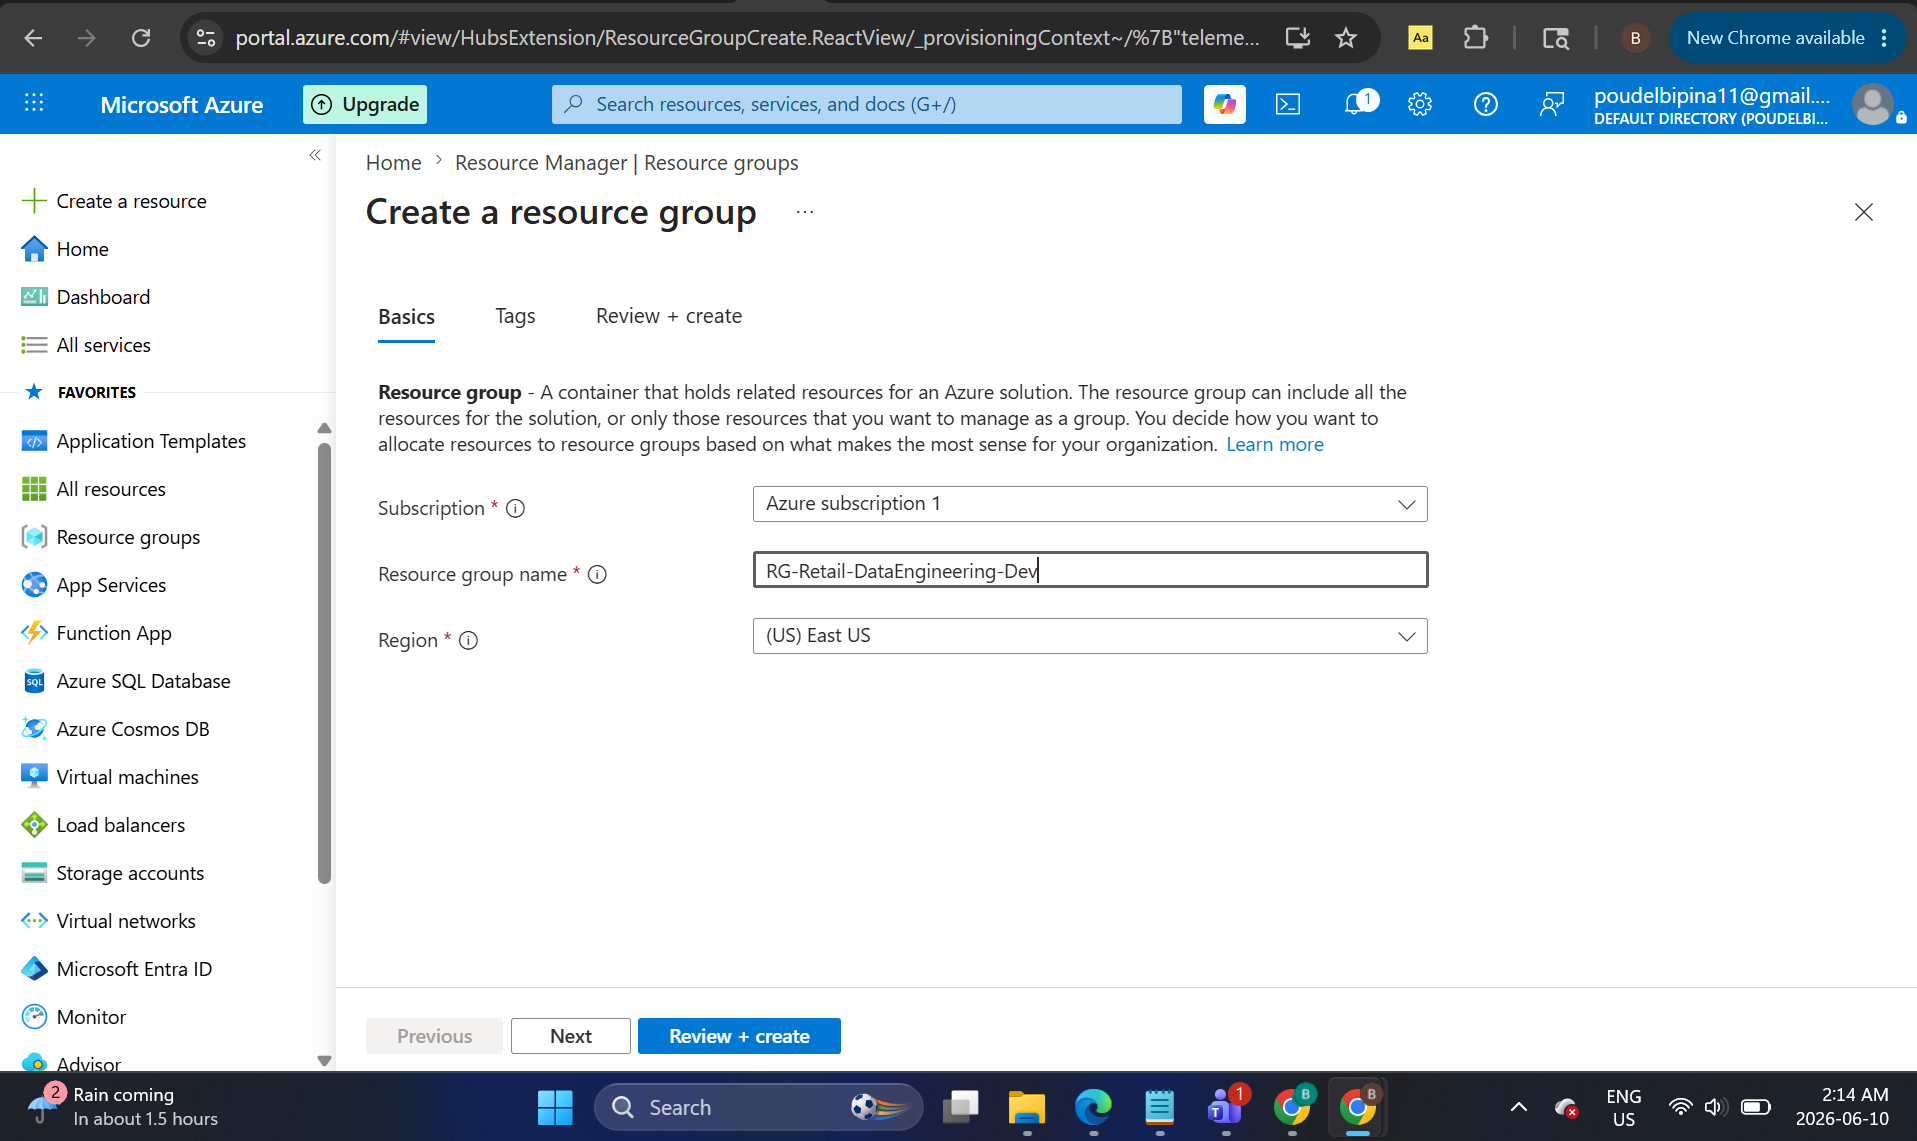 portal.azure.com/#view/HubsExtension/ResourceGroupCreate.ReactView/_provisioningContext~/%7B"teleme...
Aa
B
New Chrome available
Microsoft Azure
Upgrade
Search resources, services, and docs (G+/)
1
poudelbipina11@gmail....
DEFAULT DIRECTORY (POUDELBI...
Create a resource
Home
Dashboard
All services
FAVORITES
Application Templates
All resources
Resource groups
App Services
Function App
SQL
Azure SQL Database
Azure Cosmos DB
Virtual machines
Load balancers
Storage accounts
Virtual networks
Microsoft Entra ID
Monitor
Advisor
Home > Resource Manager | Resource groups
Create a resource group ...
Basics
Tags
Review + create
Resource group - A container that holds related resources for an Azure solution. The resource group can include all the
resources for the solution, or only those resources that you want to manage as a group. You decide how you want to
allocate resources to resource groups based on what makes the most sense for your organization. Learn more
Subscription *
Azure subscription 1
Resource group name *
RG-Retail-DataEngineering-Dev
Region *
(US) East US
Previous
Next
Review + create
2
Rain coming
In about 1.5 hours
Search
T
1
B
B
ENG
US
2:14 AM
2026-06-10